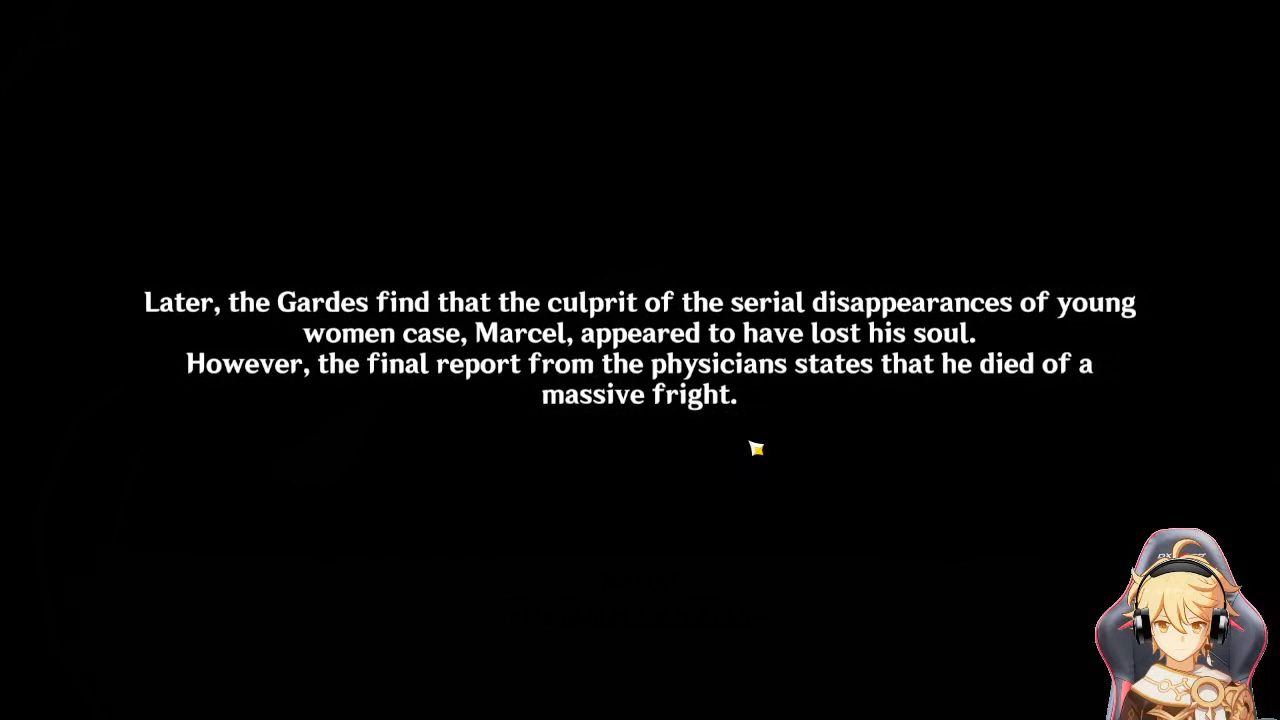 Later, the Gardes find that the culprit of the serial disappearances of young
women case, Marcel, appeared to have lost his soul.
However, the final report from the physicians states that he died of a
massive fright.